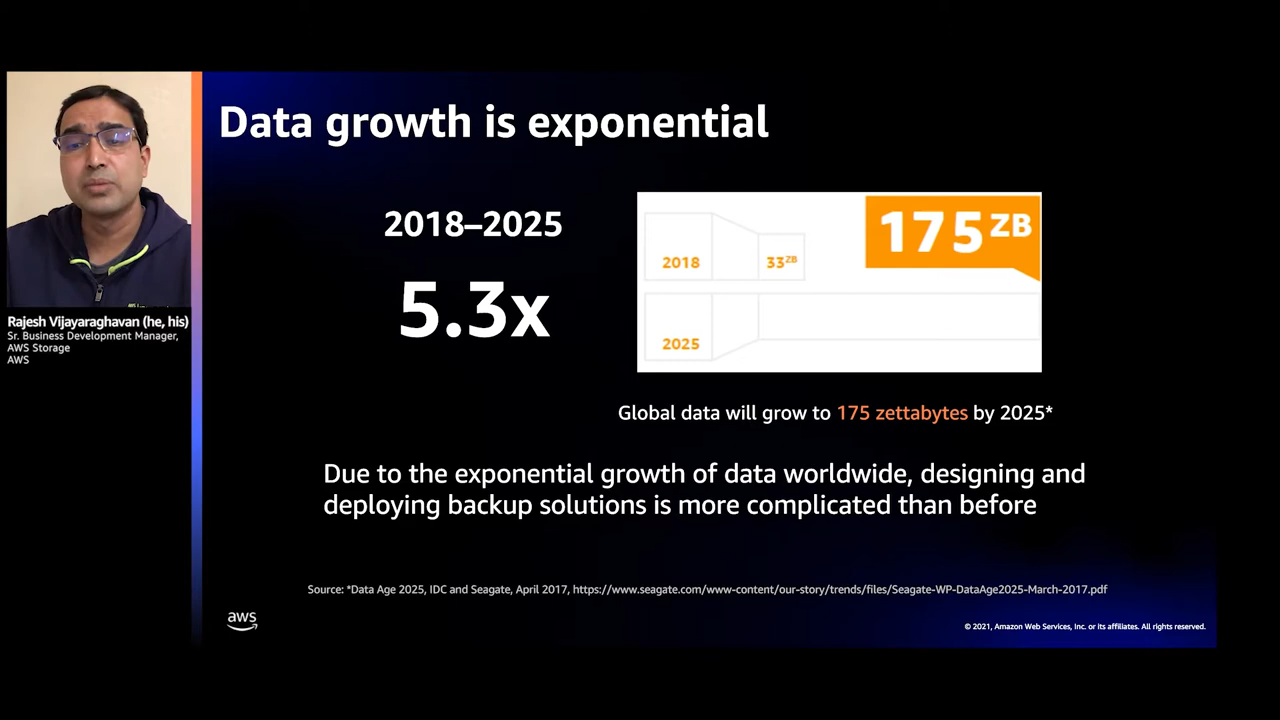 Data growth is exponential
2018–2025
5.3x
2018
33ZB
175ZB
2025
Global data will grow to 175 zettabytes by 2025*
Due to the exponential growth of data worldwide, designing and
deploying backup solutions is more complicated than before
Rajesh Vijayaraghavan (he, his)
Sr. Business Development Manager,
AWS Storage
AWS
Source: *Data Age 2025, IDC and Seagate, April 2017, https://www.seagate.com/www-content/our-story/trends/files/Seagate-WP-DataAge2025-March-2017.pdf
aws
© 2021, Amazon Web Services, Inc. or its affiliates. All rights reserved.